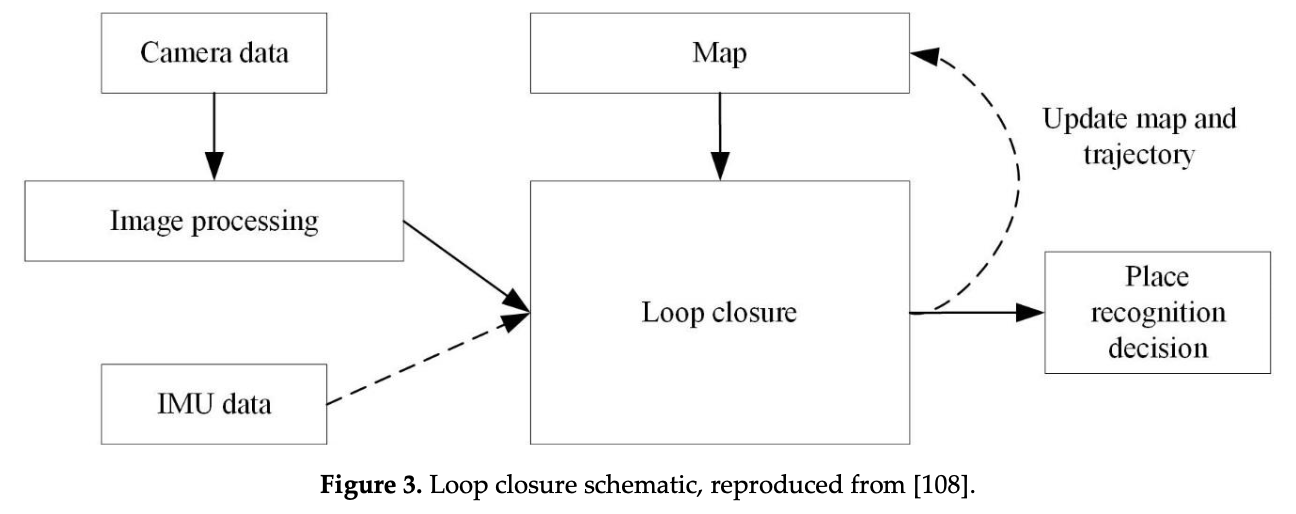 Camera data
Map
Update map and
trajectory
Image processing
Loop closure
Place
recognition
decision
IMU data
Figure 3. Loop closure schematic, reproduced from [108].